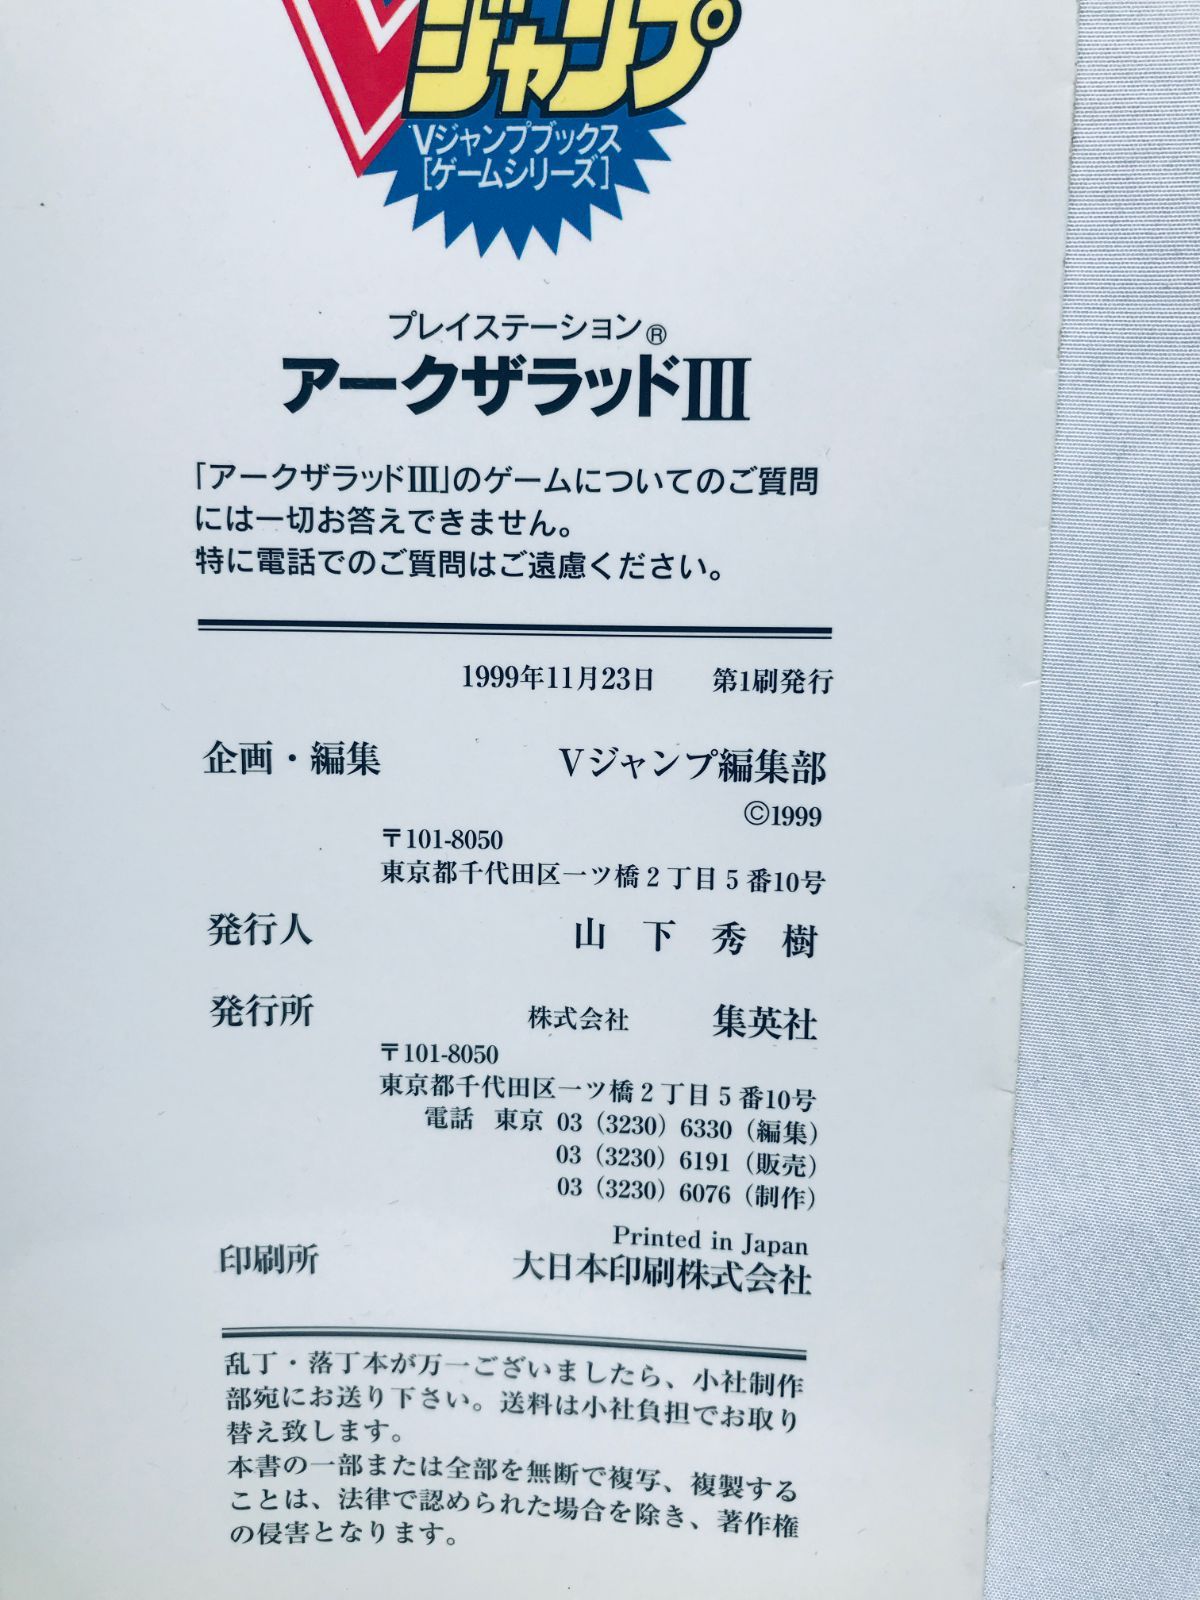 Vジャンプ
Vジャンプブックス
[ゲームシリーズ]
プレイステーション®
アークザラッドIII
「アークザラッドIII」のゲームについてのご質問
には一切お答えできません。
特に電話でのご質問はご遠慮ください。
1999年11月23日 第1刷発行
企画・編集 Vジャンプ編集部
©1999
〒101-8050
東京都千代田区一ツ橋2丁目5番10号
発行人 山下秀樹
発行所 株式会社 集英社
〒101-8050
東京都千代田区一ツ橋2丁目5番10号
電話 東京 03(3230)6330(編集)
03(3230)6191(販売)
03(3230)6076(制作)
Printed in Japan
印刷所 大日本印刷株式会社
乱丁・落丁本が万一ございましたら、小社制作
部宛にお送り下さい。送料は小社負担でお取り
替え致します。
本書の一部または全部を無断で複写、複製する
ことは、法律で認められた場合を除き、著作権
の侵害となります。